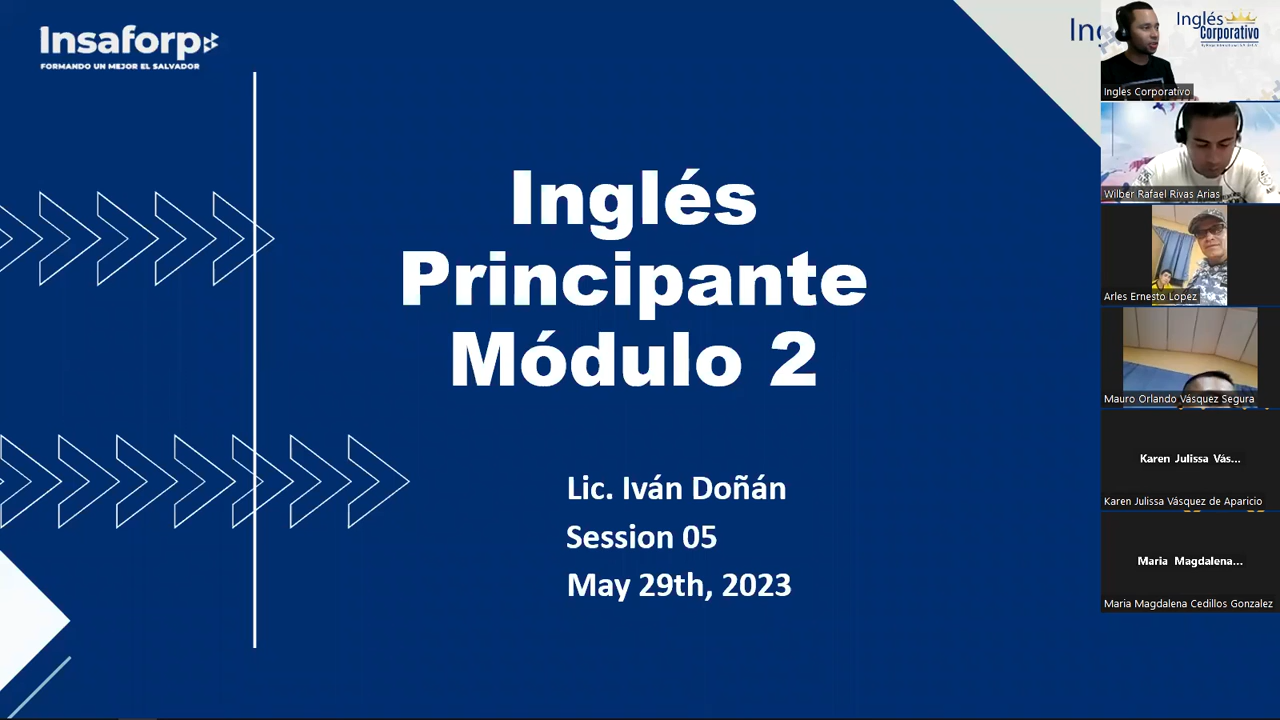 Insaforp
FORMANDO UN MEJOR EL SALVADOR
Inglés
Principante
Módulo 2
Lic. Iván Doñán
Session 05
May 29th, 2023
Ing
Inglés
Corporativo
Ingles Corporativo
Wilber Rafael Rivas Arias
Arles Ernesto Lopez
Mauro Orlando Vásquez Segura
Karen Julissa Vás...
Karen Julissa Vásquez de Aparicio
Maria Magdalena...
Maria Magdalena Cedillos Gonzalez